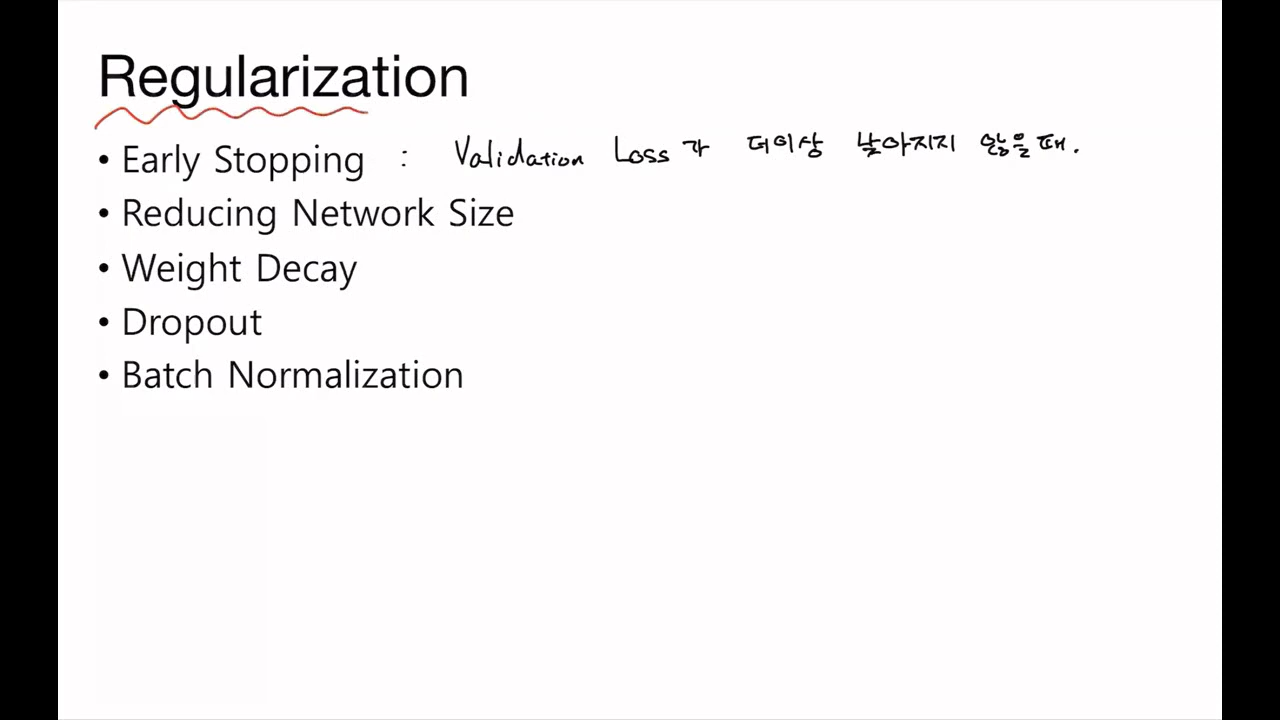 Regularization
• Early Stopping : Validation Loss가 더이상 낮아지지 않을때.
• Reducing Network Size
• Weight Decay
• Dropout
• Batch Normalization